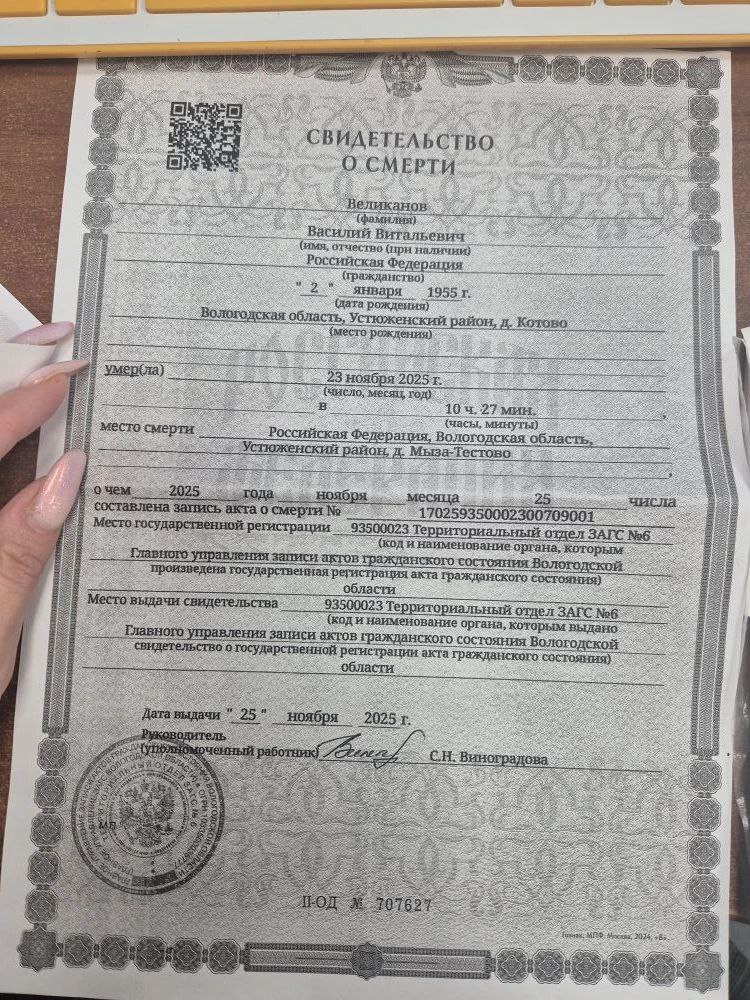 СВИДЕТЕЛЬСТВО
О СМЕРТИ
Великанов
(фамилия)
Василий Витальевич
(имя, отчество (при наличии)
Российская Федерация
(гражданство)
" 2 " января 1955 г.
(дата рождения)
Вологодская область, Устюженский район, д. Котово
(место рождения)
умер(ла) 23 ноября 2025 г.
(число, месяц, год)
в 10 ч. 27 мин.,
(часы, минуты)
место смерти Российская Федерация, Вологодская область,
Устюженский район, д. Мыза-Тестово
,
о чем 2025 года ноября месяца 25 числа
составлена запись акта о смерти № 170259350002300709001
Место государственной регистрации 93500023 Территориальный отдел ЗАГС №6
(код и наименование органа, которым
Главного управления записи актов гражданского состояния Вологодской
произведена государственная регистрация акта гражданского состояния)
области
Место выдачи свидетельства 93500023 Территориальный отдел ЗАГС №6
(код и наименование органа, которым выдано
Главного управления записи актов гражданского состояния Вологодской
свидетельство о государственной регистрации акта гражданского состояния)
области
Дата выдачи " 25 " ноября 2025 г.
Руководитель
(уполномоченный работник) С.Н. Виноградова
МП
II-ОД № 707627
Гознак, МПФ, Москва, 2024, «В».